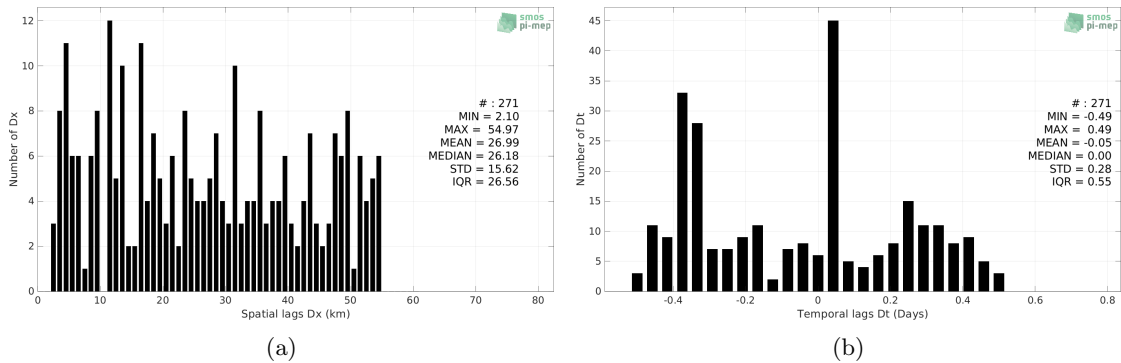 smos
pi-mep
12
10
8
6
4
2
0
Number of Dx
# : 271
MIN = 2.10
MAX = 54.97
MEAN = 26.99
MEDIAN = 26.18
STD = 15.62
IQR = 26.56
0 10 20 30 40 50 60 70 80
Spatial lags Dx (km)
(a)
smos
pi-mep
45
40
35
30
25
20
15
10
5
0
Number of Dt
# : 271
MIN = -0.49
MAX = 0.49
MEAN = -0.05
MEDIAN = 0.00
STD = 0.28
IQR = 0.55
-0.4 -0.2 0 0.2 0.4 0.6 0.8
Temporal lags Dt (Days)
(b)